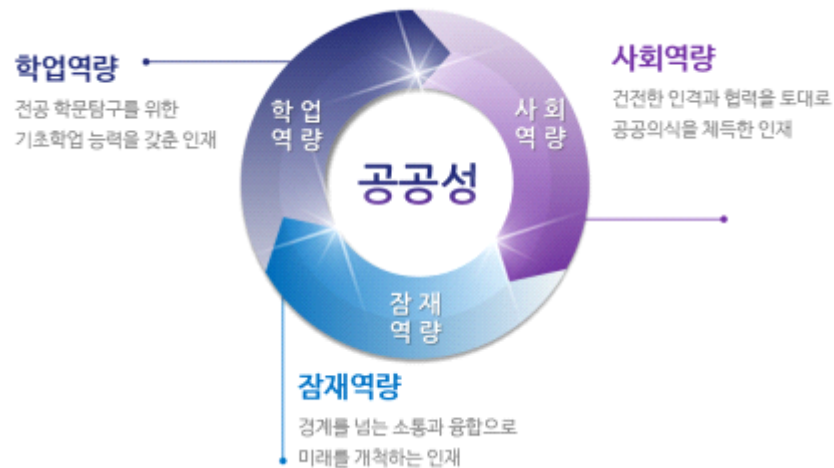 학업역량
전공 학문탐구를 위한
기초학업 능력을 갖춘 인재
사회역량
건전한 인격과 협력을 토대로
공공의식을 체득한 인재
학업
역량
사회
역량
공공성
잠재
역량
잠재역량
경계를 넘는 소통과 융합으로
미래를 개척하는 인재